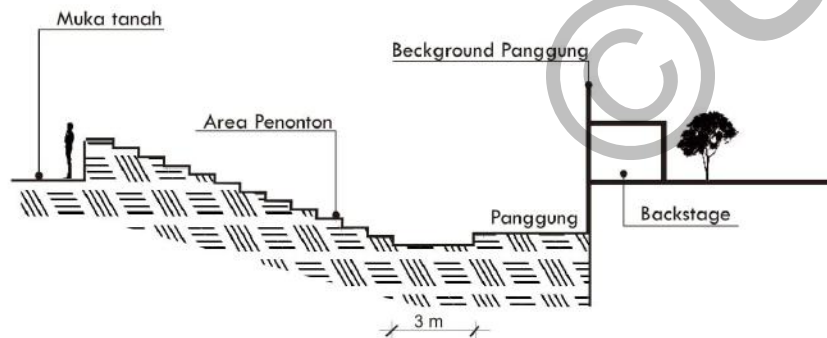 Muka tanah
Beckground Panggung
Area Penonton
Panggung
Backstage
3 m